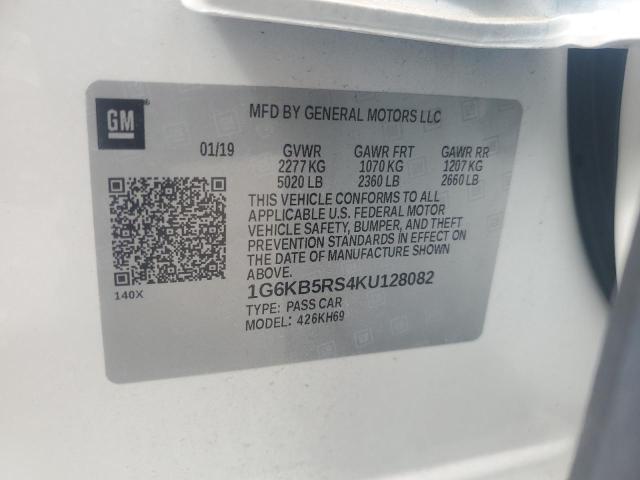 GM
MFD BY GENERAL MOTORS LLC
01/19 GVWR GAWR FRT GAWR RR
2277 KG 1070 KG 1207 KG
5020 LB 2360 LB 2660 LB
THIS VEHICLE CONFORMS TO ALL
APPLICABLE U.S. FEDERAL MOTOR
VEHICLE SAFETY, BUMPER, AND THEFT
PREVENTION STANDARDS IN EFFECT ON
THE DATE OF MANUFACTURE SHOWN
ABOVE.
1G6KB5RS4KU128082
140X TYPE: PASS CAR
MODEL: 426KH69